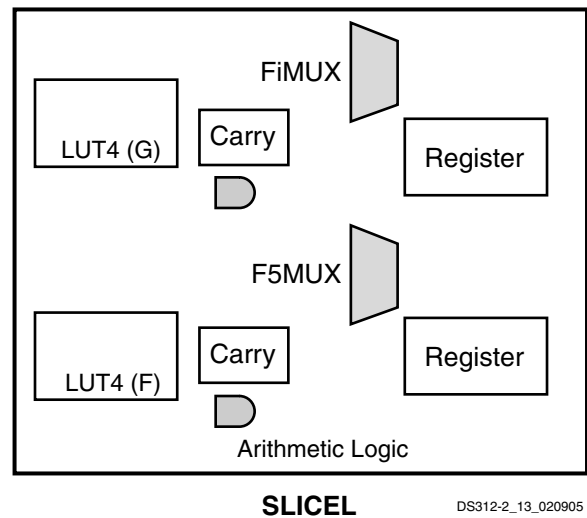 FiMUX
LUT4 (G)
Carry
Register
F5MUX
LUT4 (F)
Carry
Register
Arithmetic Logic
SLICEL
DS312-2_13_020905